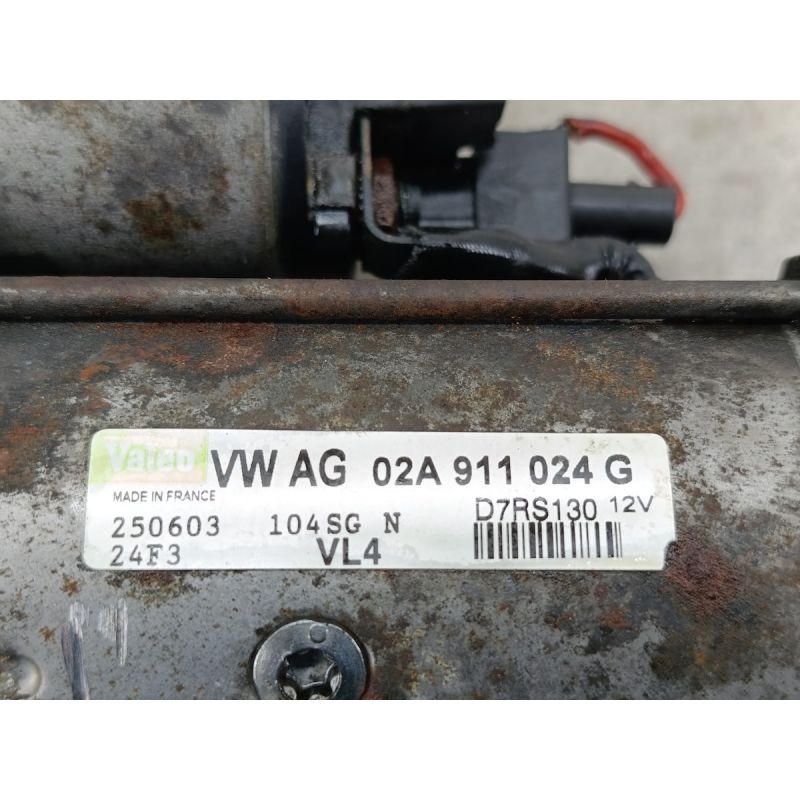 Valeo VW AG 02A 911 024 G
MADE IN FRANCE D7RS130 12V
250603 104SG N
24F3 VL4